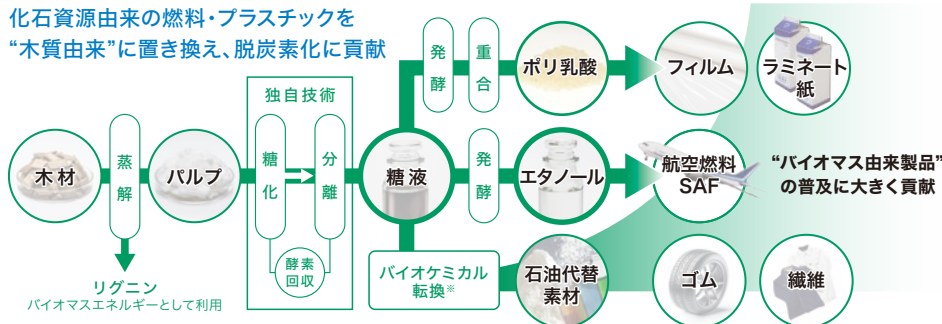 化石資源由来の燃料・プラスチックを
“木質由来”に置き換え、脱炭素化に貢献
発酵
重合
ポリ乳酸
フィルム
ラミネート
紙
独自技術
木材
蒸解
パルプ
糖化
分離
糖液
発酵
エタノール
航空燃料
SAF
“バイオマス由来製品”
の普及に大きく貢献
酵素
回収
リグニン
バイオマスエネルギーとして利用
バイオケミカル
転換※
石油代替
素材
ゴム
繊維